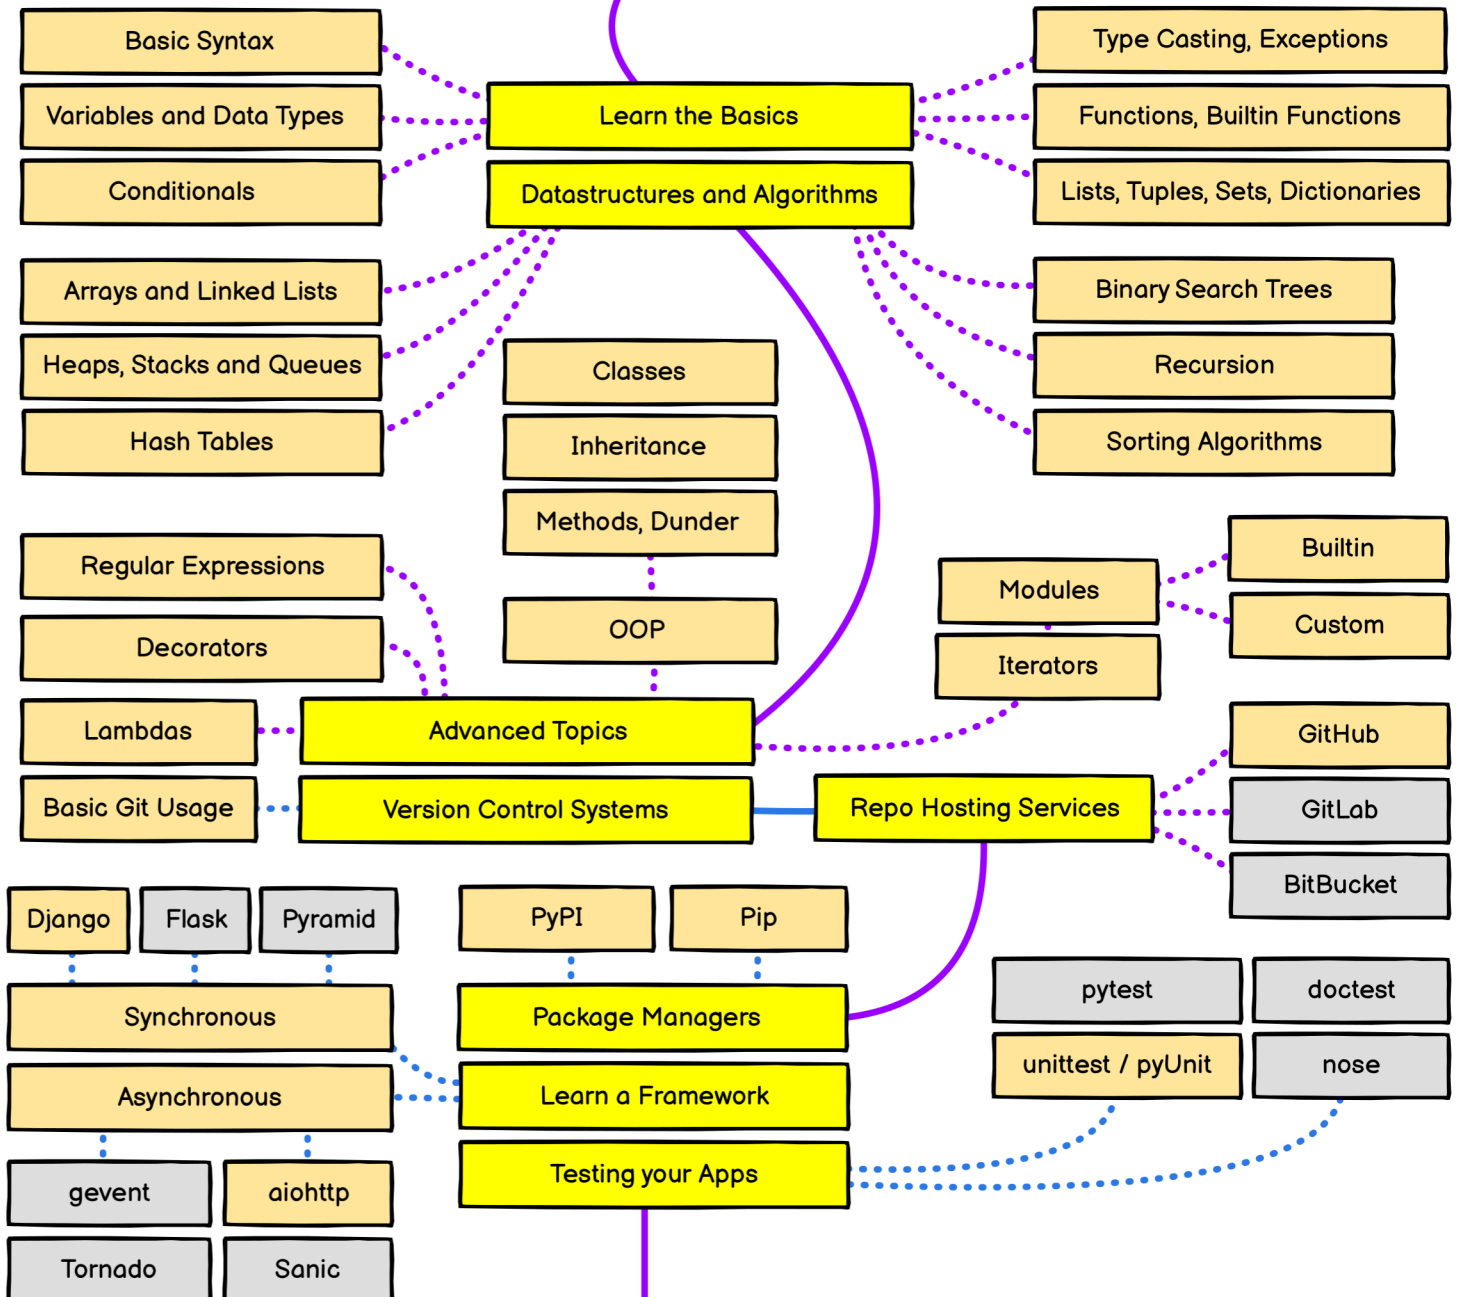 Basic Syntax
Variables and Data Types
Conditionals
Learn the Basics
Datastructures and Algorithms
Type Casting, Exceptions
Functions, Builtin Functions
Lists, Tuples, Sets, Dictionaries
Arrays and Linked Lists
Heaps, Stacks and Queues
Hash Tables
Binary Search Trees
Recursion
Sorting Algorithms
Classes
Inheritance
Methods, Dunder
OOP
Regular Expressions
Decorators
Lambdas
Advanced Topics
Modules
Iterators
Builtin
Custom
Basic Git Usage
Version Control Systems
Repo Hosting Services
GitHub
GitLab
BitBucket
Django
Flask
Pyramid
Synchronous
Asynchronous
gevent
aiohttp
Tornado
Sanic
PyPI
Pip
Package Managers
Learn a Framework
Testing your Apps
pytest
doctest
unittest / pyUnit
nose